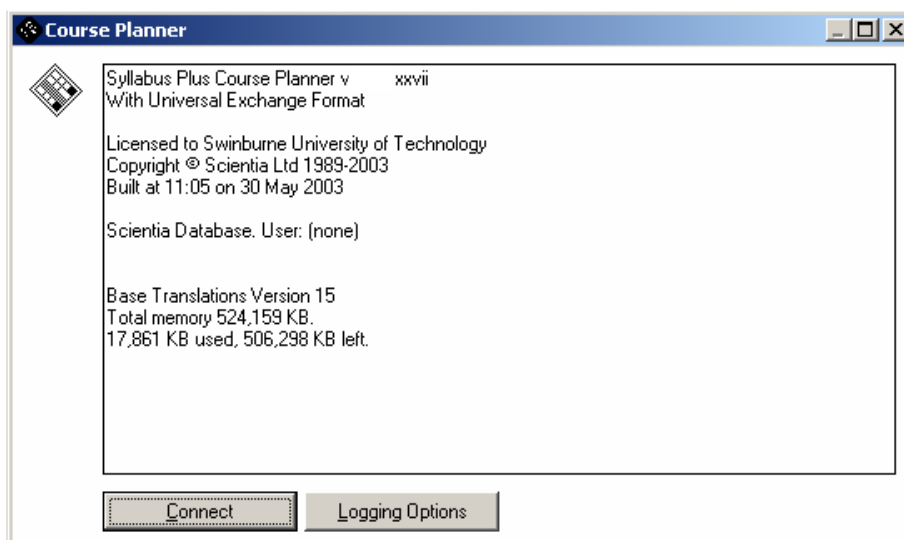 Course Planner
Syllabus Plus Course Planner v xxvii
With Universal Exchange Format
Licensed to Swinburne University of Technology
Copyright © Scientia Ltd 1989-2003
Built at 11:05 on 30 May 2003
Scientia Database. User: (none)
Base Translations Version 15
Total memory 524,159 KB.
17,861 KB used, 506,298 KB left.
Connect Logging Options